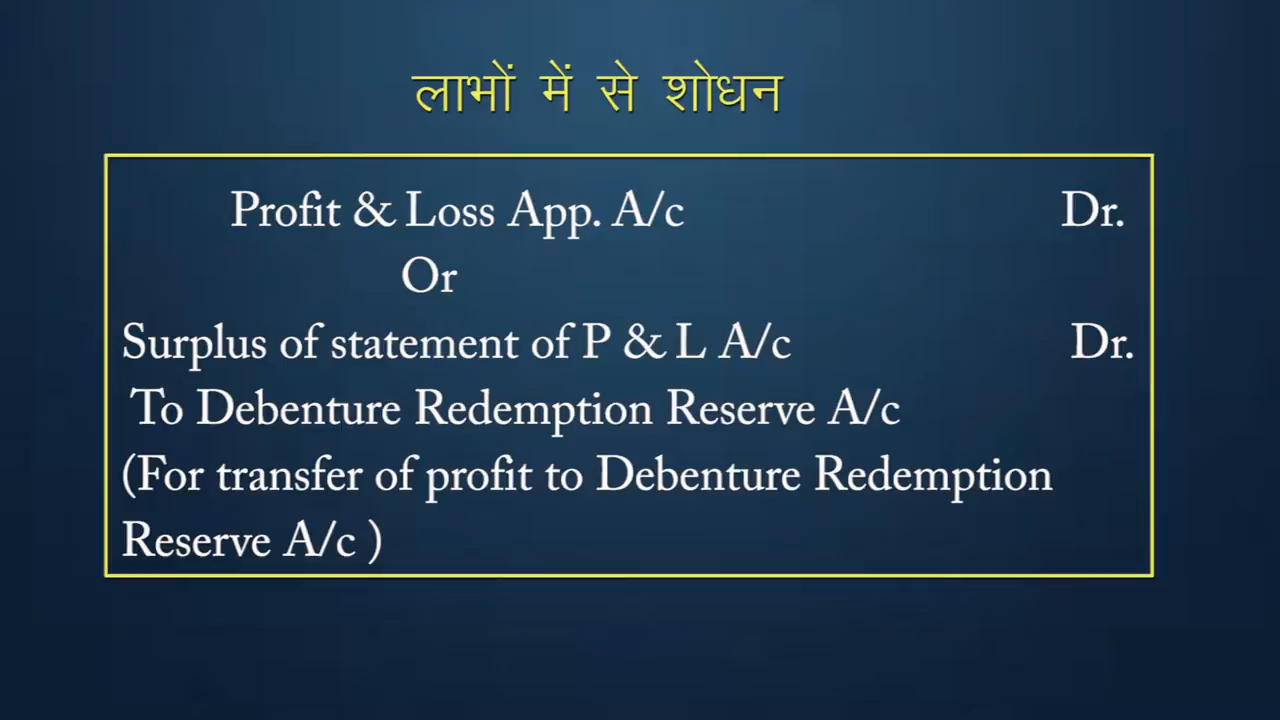 लाभों में से शोधन
Profit & Loss App. A/c Dr.
Or
Surplus of statement of P & L A/c Dr.
To Debenture Redemption Reserve A/c
(For transfer of profit to Debenture Redemption
Reserve A/c )